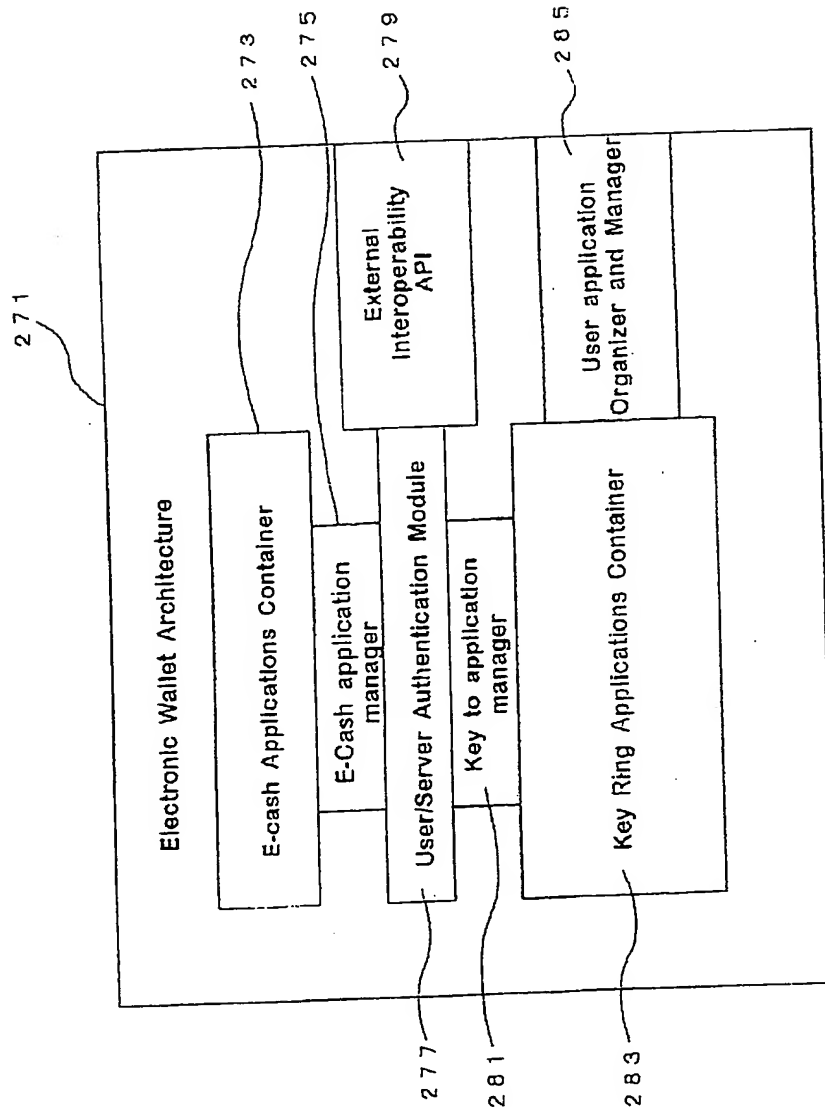 271
Electronic Wallet Architecture
273
E-cash Applications Container
275
E-Cash application
manager
279
External
Interoperability
API
277
User/Server Authentication Module
281
Key to application
manager
285
User application
Organizer and Manager
283
Key Ring Applications Container